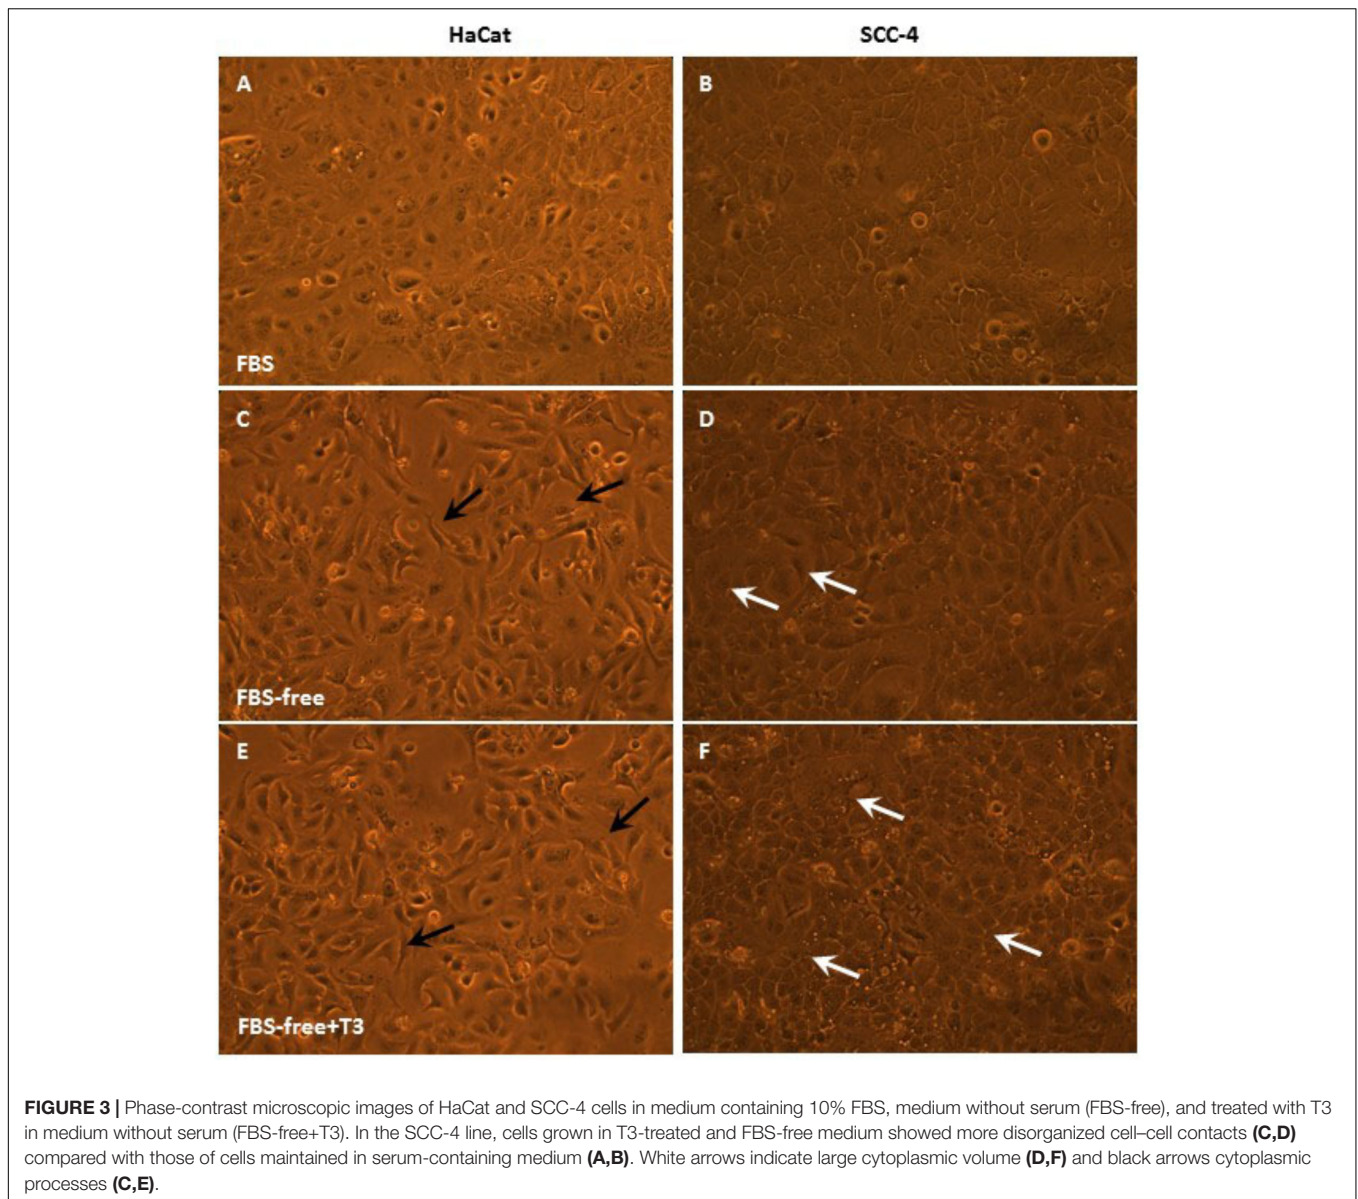 HaCat
SCC-4
A
B
FBS
C
D
FBS-free
E
F
FBS-free+T3
FIGURE 3 | Phase-contrast microscopic images of HaCat and SCC-4 cells in medium containing 10% FBS, medium without serum (FBS-free), and treated with T3
in medium without serum (FBS-free+T3). In the SCC-4 line, cells grown in T3-treated and FBS-free medium showed more disorganized cell–cell contacts (C,D)
compared with those of cells maintained in serum-containing medium (A,B). White arrows indicate large cytoplasmic volume (D,F) and black arrows cytoplasmic
processes (C,E).